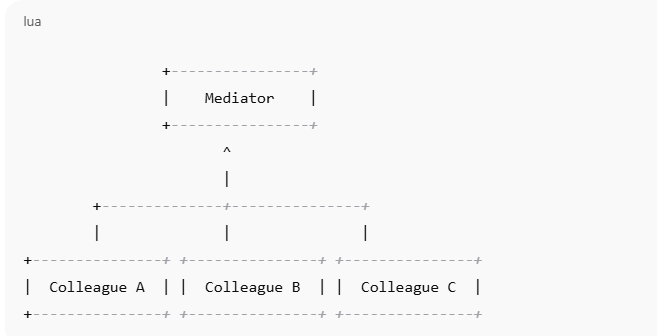 lua
+----------------+
|    Mediator    |
+----------------+
^
|
+---------------+---------------+
|               |               |
+---------------+ +---------------+ +---------------+
|  Colleague A  | |  Colleague B  | |  Colleague C  |
+---------------+ +---------------+ +---------------+